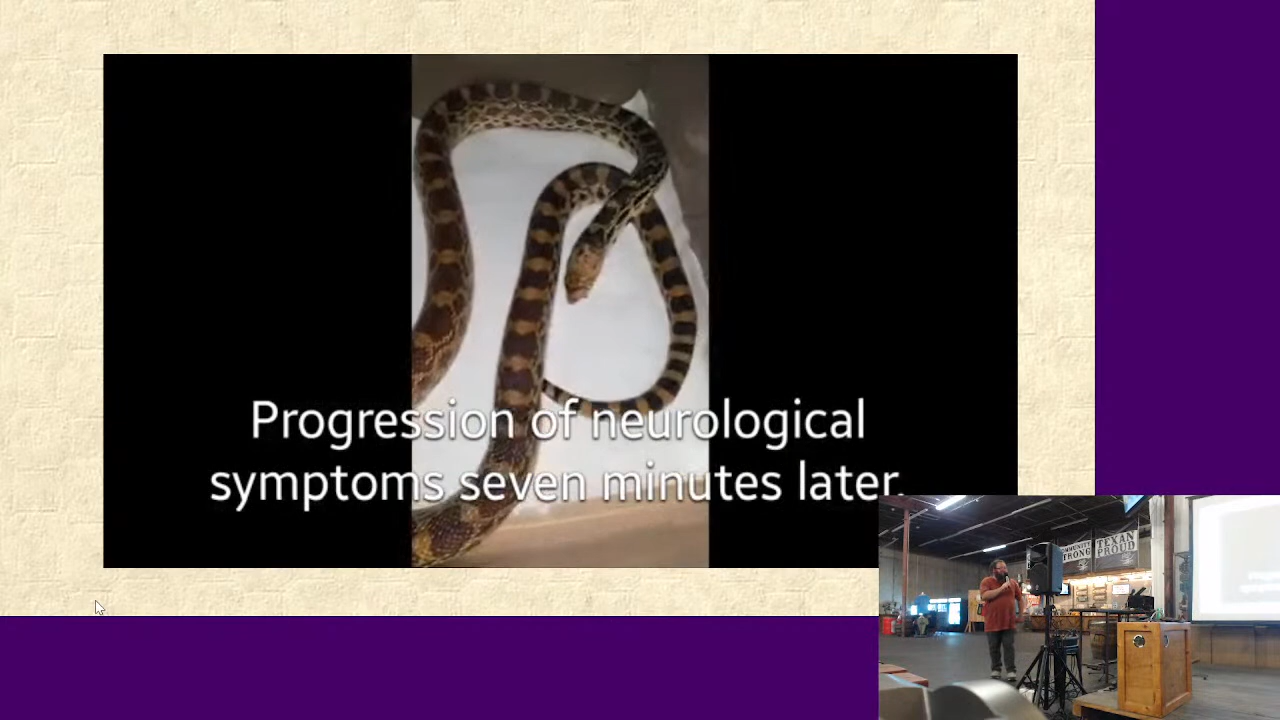 Progression of neurological
symptoms seven minutes later.
TEXAN
PROUD